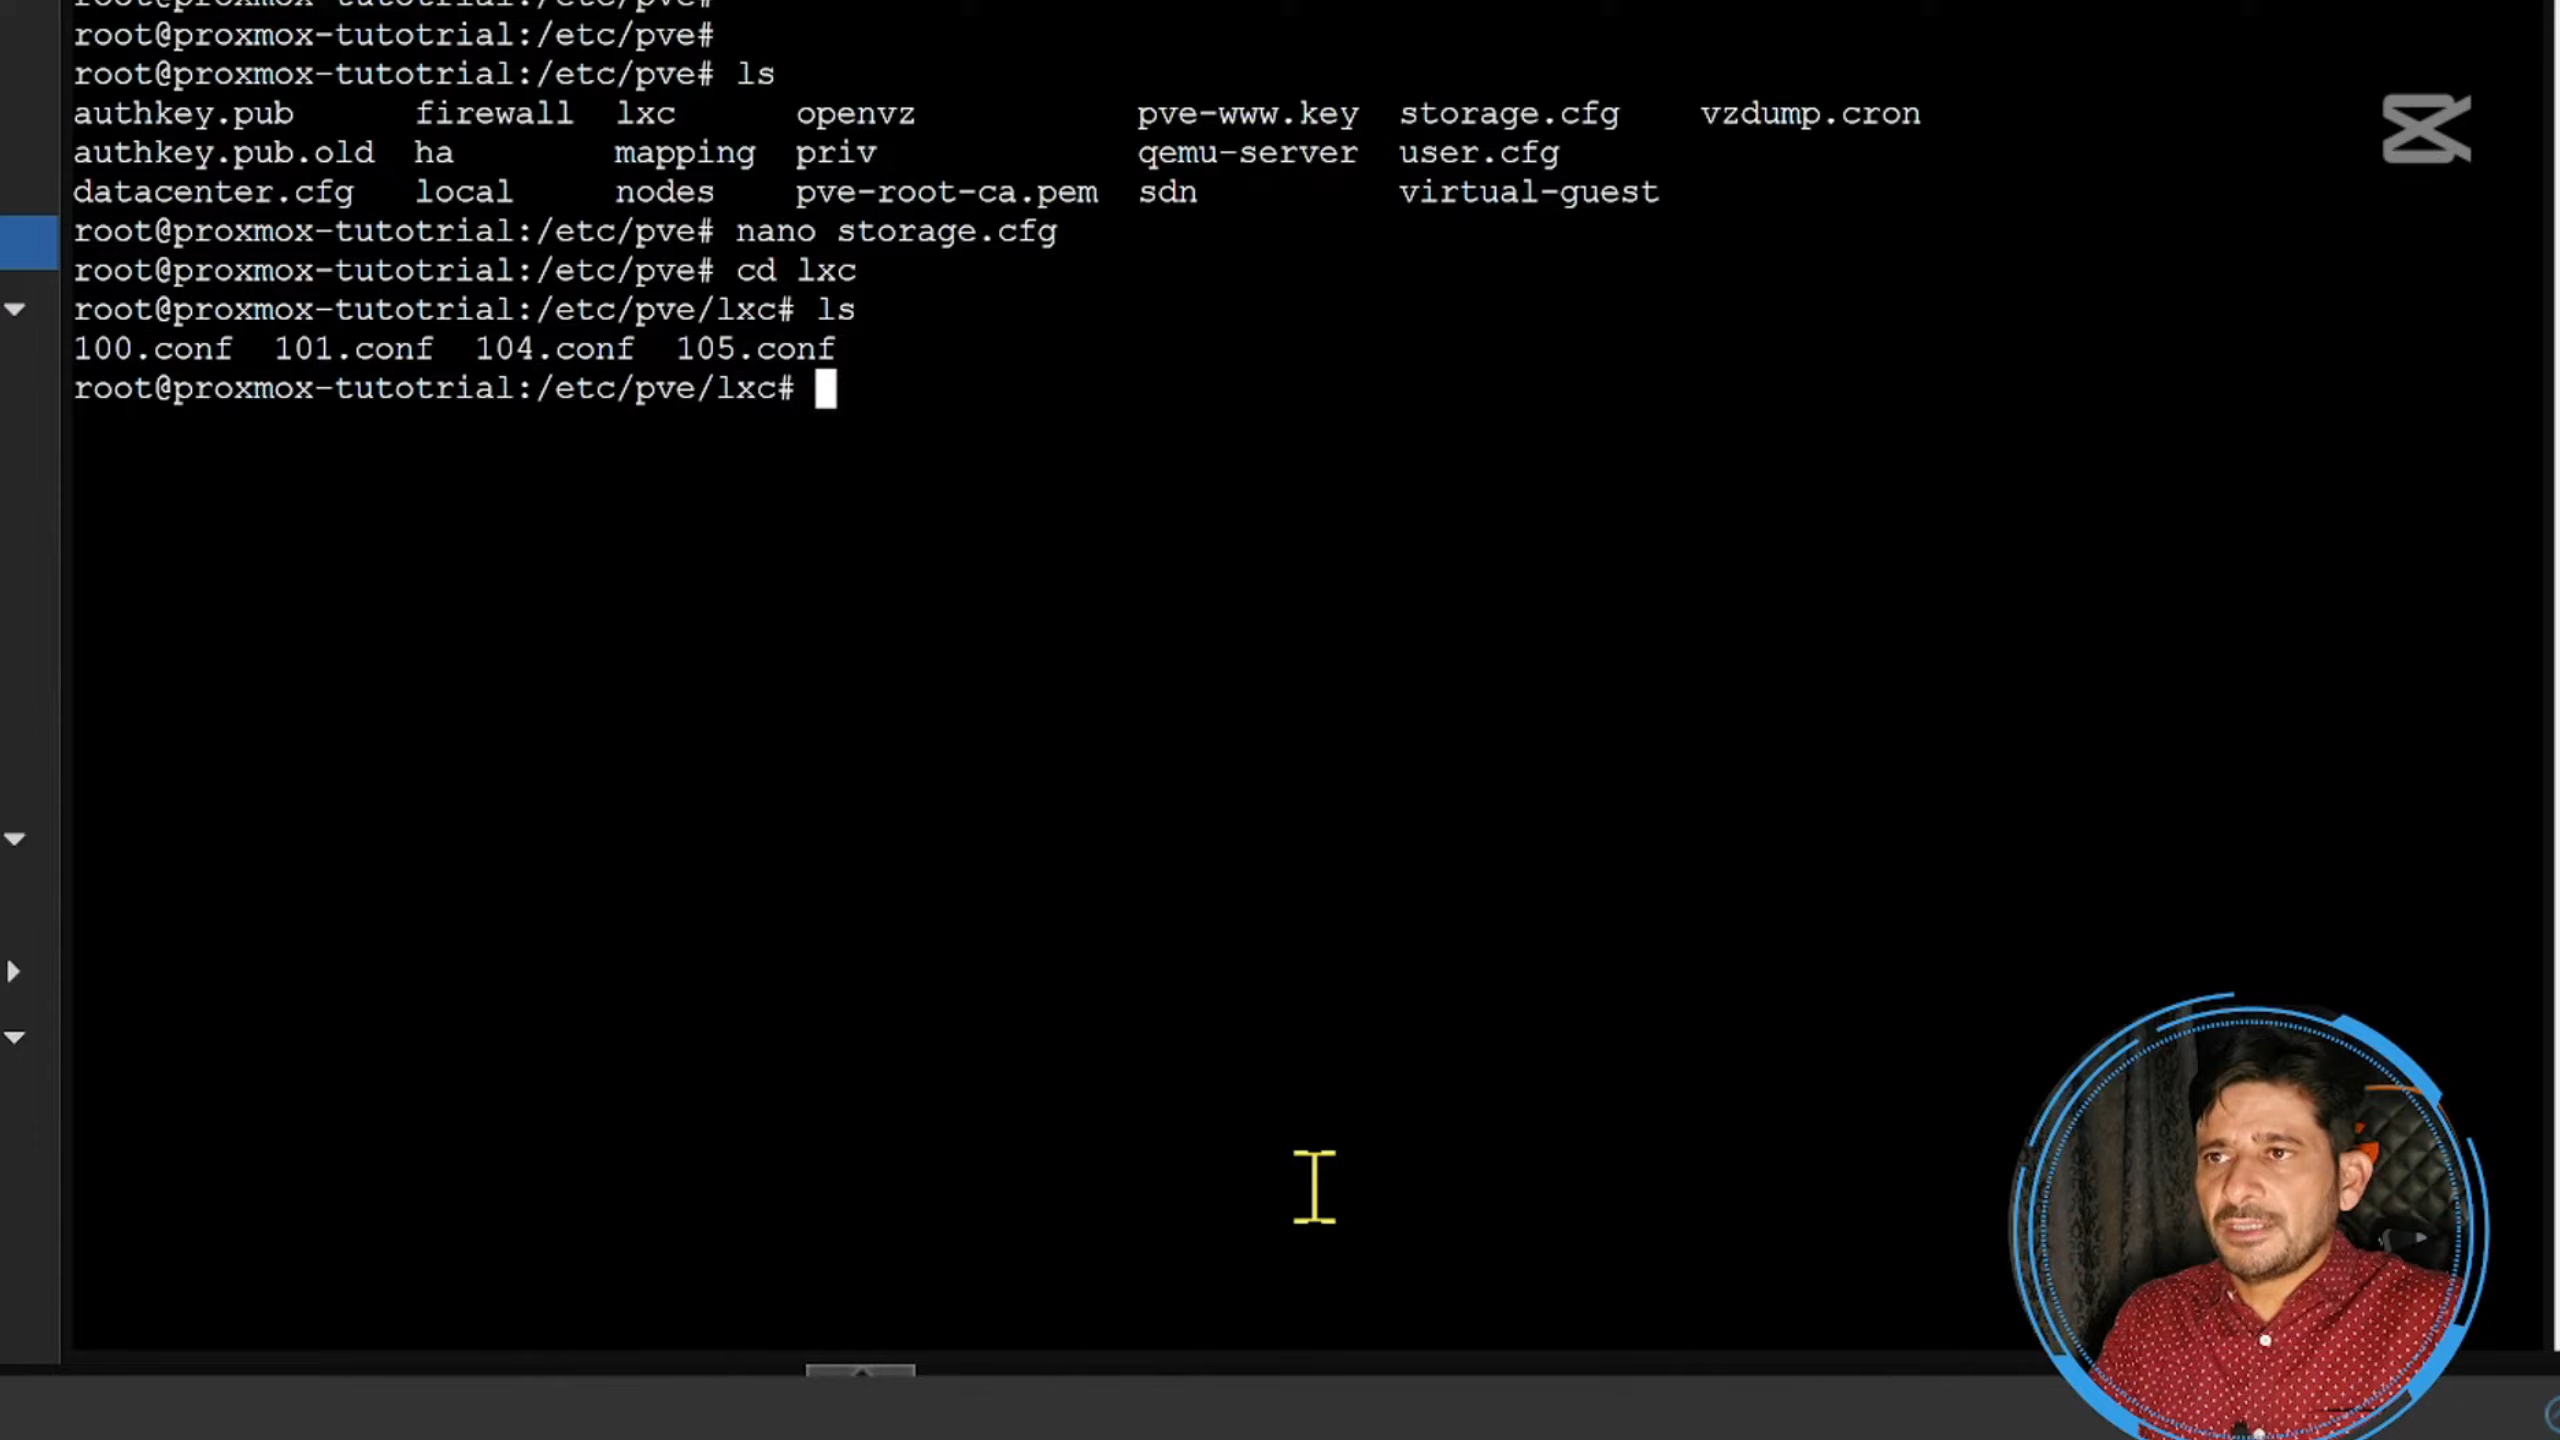 root@proxmox-tutotrial:/etc/pve#
root@proxmox-tutotrial:/etc/pve#
root@proxmox-tutotrial:/etc/pve# ls
authkey.pub firewall lxc openvz pve-www.key storage.cfg vzdump.cron
authkey.pub.old ha mapping priv qemu-server user.cfg
datacenter.cfg local nodes pve-root-ca.pem sdn virtual-guest
root@proxmox-tutotrial:/etc/pve# nano storage.cfg
root@proxmox-tutotrial:/etc/pve# cd lxc
root@proxmox-tutotrial:/etc/pve/lxc# ls
100.conf 101.conf 104.conf 105.conf
root@proxmox-tutotrial:/etc/pve/lxc#